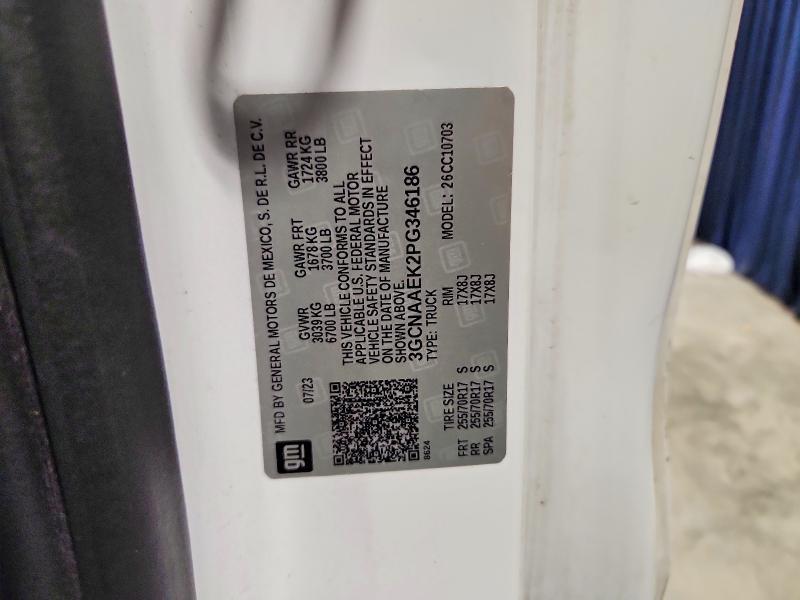 gm
MFD BY GENERAL MOTORS DE MEXICO, S. DE R.L. DE C.V.
07/23 GVWR GAWR FRT GAWR RR
3039 KG 1678 KG 1724 KG
6700 LB 3700 LB 3800 LB
THIS VEHICLE CONFORMS TO ALL
APPLICABLE U.S. FEDERAL MOTOR
VEHICLE SAFETY STANDARDS IN EFFECT
ON THE DATE OF MANUFACTURE
SHOWN ABOVE.
3GCNAAEK2PG346186
8624 TYPE: TRUCK MODEL: 26CC10703
TIRE SIZE RIM
FRT 255/70R17 S 17X8J
RR 255/70R17 S 17X8J
SPA 255/70R17 S 17X8J